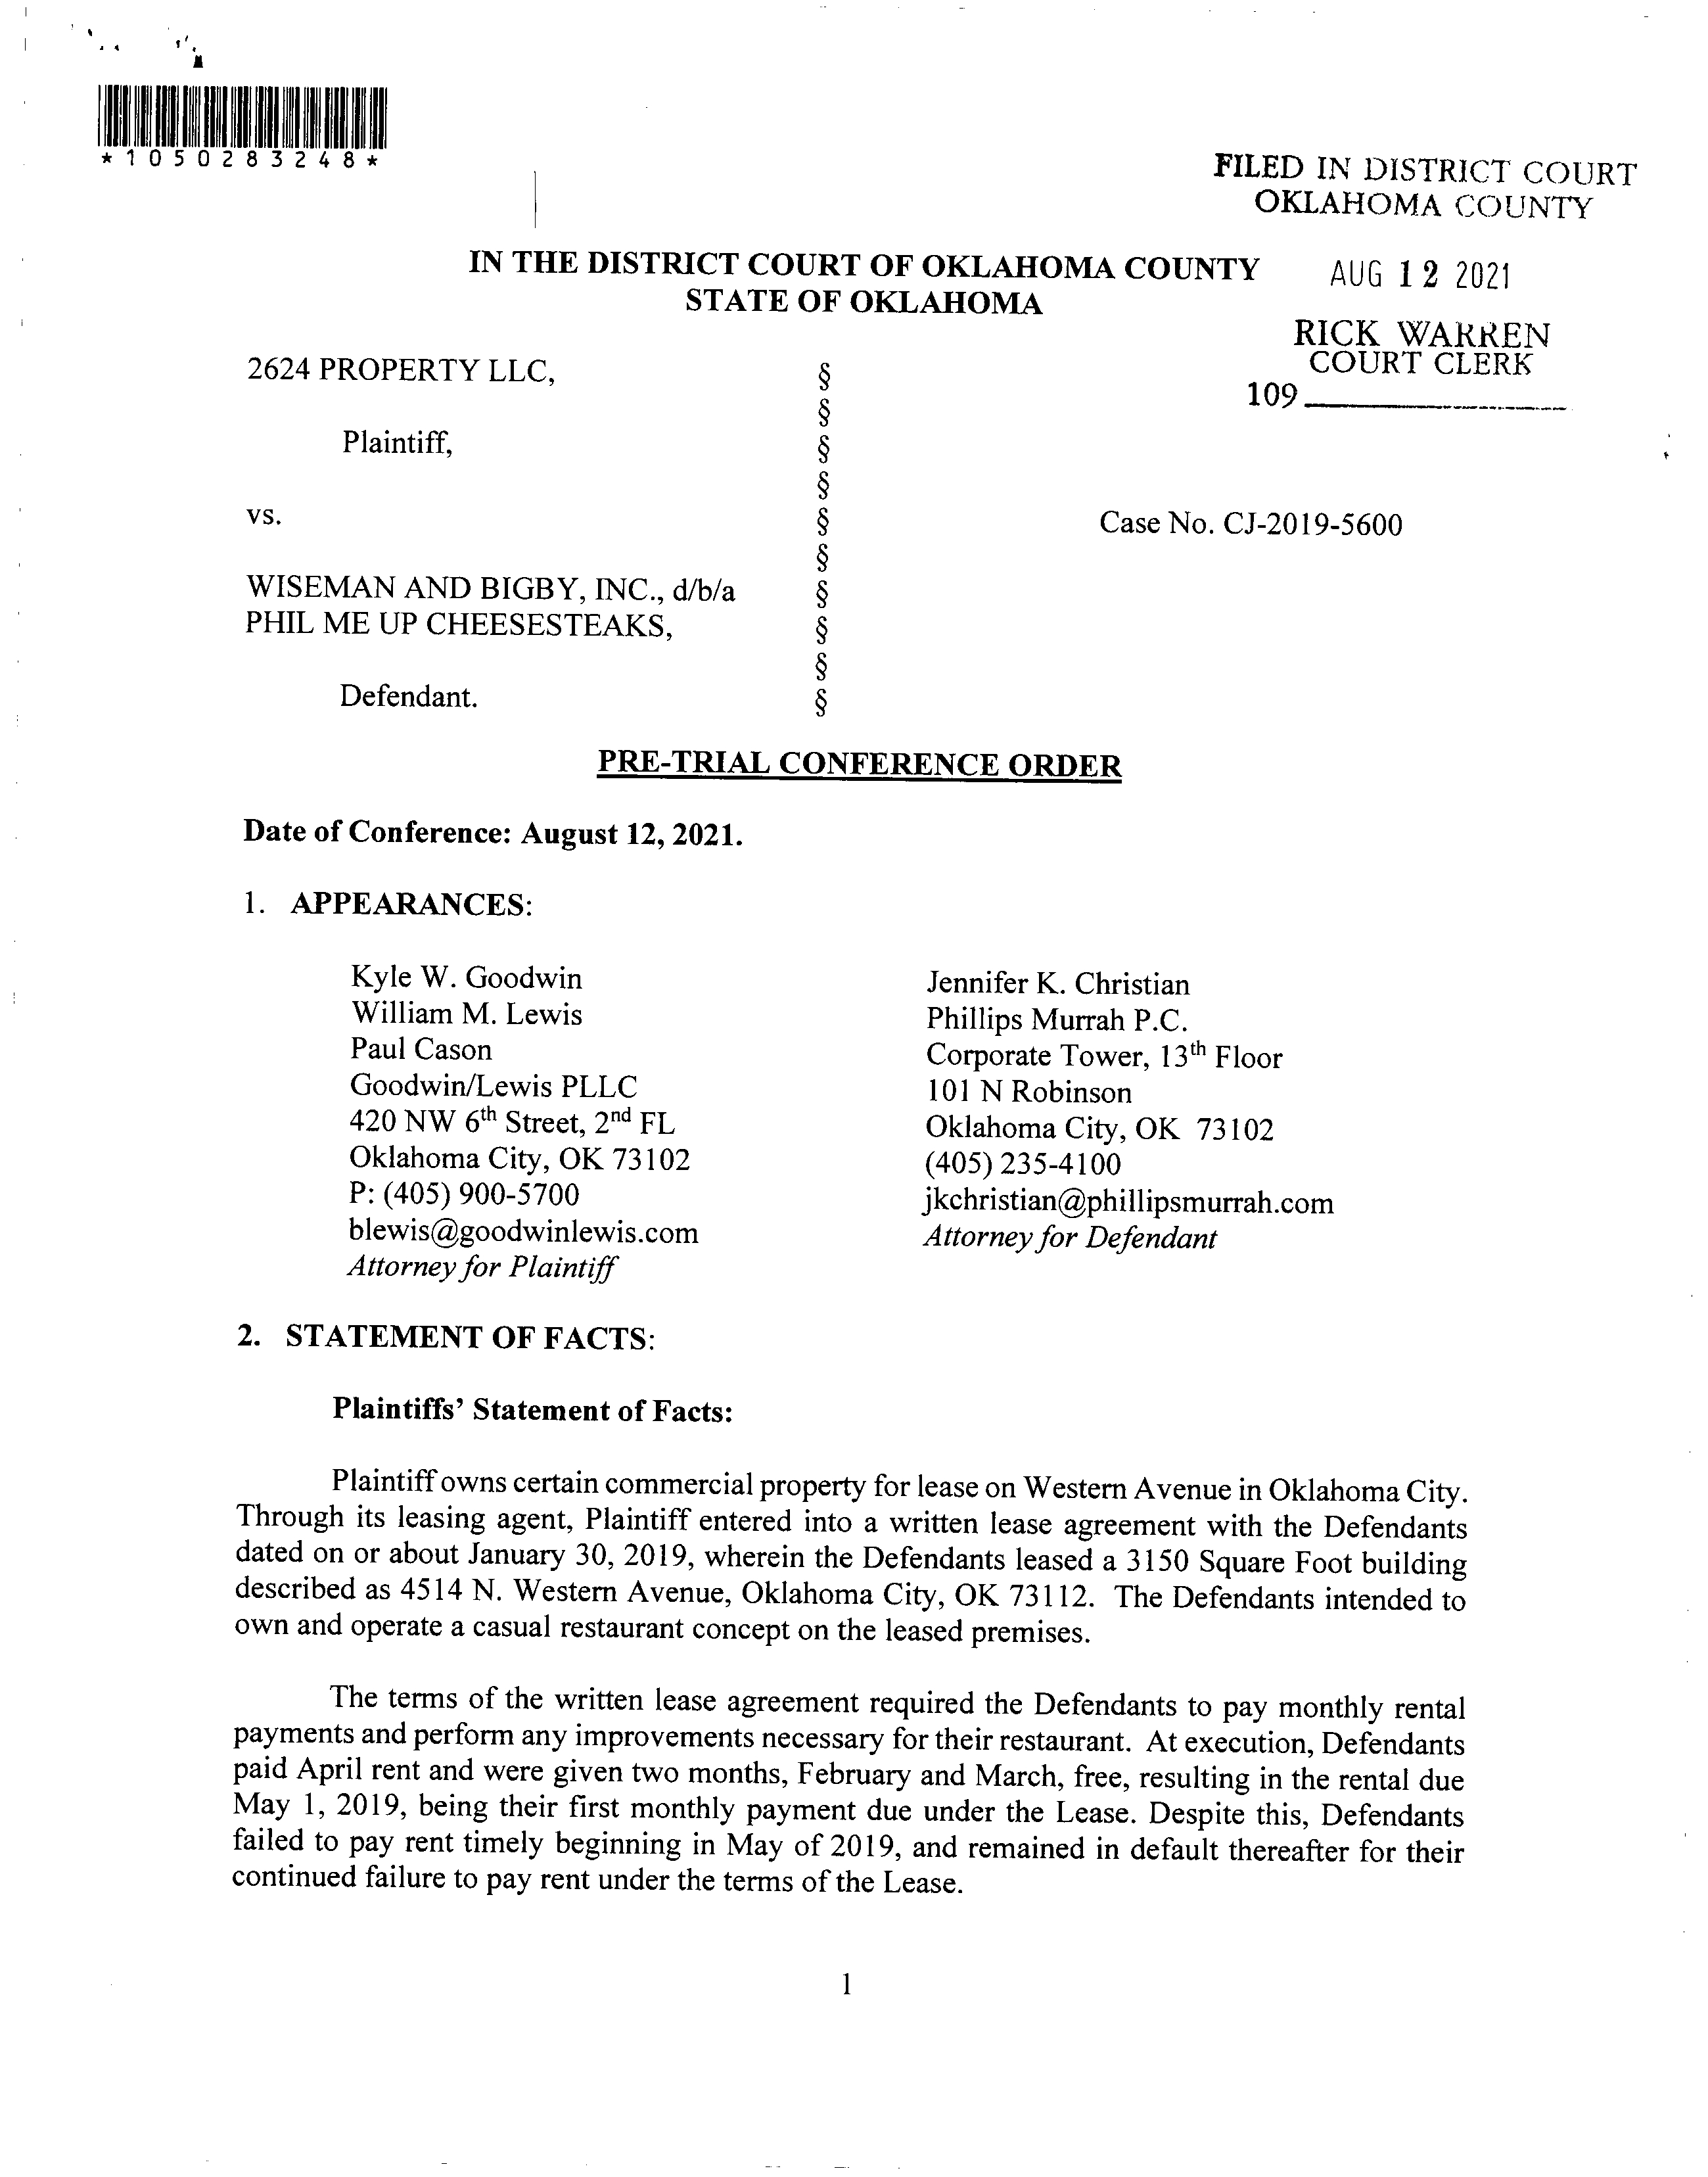 *1050283248*
FILED IN DISTRICT COURT
OKLAHOMA COUNTY
IN THE DISTRICT COURT OF OKLAHOMA COUNTY
STATE OF OKLAHOMA
AUG 12 2021
RICK WARREN
COURT CLERK
109
2624 PROPERTY LLC,
§
§
Plaintiff,
§
§
vs.
§
Case No. CJ-2019-5600
§
WISEMAN AND BIGBY, INC., d/b/a
§
PHIL ME UP CHEESESTEAKS,
§
§
Defendant.
§
PRE-TRIAL CONFERENCE ORDER
Date of Conference: August 12, 2021.
1. APPEARANCES:
Kyle W. Goodwin
William M. Lewis
Paul Cason
Goodwin/Lewis PLLC
420 NW 6th Street, 2nd FL
Oklahoma City, OK 73102
P: (405) 900-5700
blewis@goodwinlewis.com
Attorney for Plaintiff
Jennifer K. Christian
Phillips Murrah P.C.
Corporate Tower, 13th Floor
101 N Robinson
Oklahoma City, OK 73102
(405) 235-4100
jkchristian@phillipsmurrah.com
Attorney for Defendant
2. STATEMENT OF FACTS:
Plaintiffs' Statement of Facts:
Plaintiff owns certain commercial property for lease on Western Avenue in Oklahoma City.
Through its leasing agent, Plaintiff entered into a written lease agreement with the Defendants
dated on or about January 30, 2019, wherein the Defendants leased a 3150 Square Foot building
described as 4514 N. Western Avenue, Oklahoma City, OK 73112. The Defendants intended to
own and operate a casual restaurant concept on the leased premises.
The terms of the written lease agreement required the Defendants to pay monthly rental
payments and perform any improvements necessary for their restaurant. At execution, Defendants
paid April rent and were given two months, February and March, free, resulting in the rental due
May 1, 2019, being their first monthly payment due under the Lease. Despite this, Defendants
failed to pay rent timely beginning in May of 2019, and remained in default thereafter for their
continued failure to pay rent under the terms of the Lease.
1